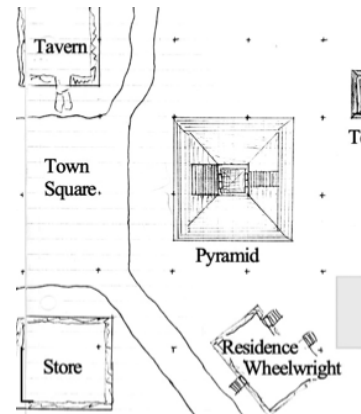 Tavern
Town
Square.
Pyramid
Residence
Wheelwright
Store